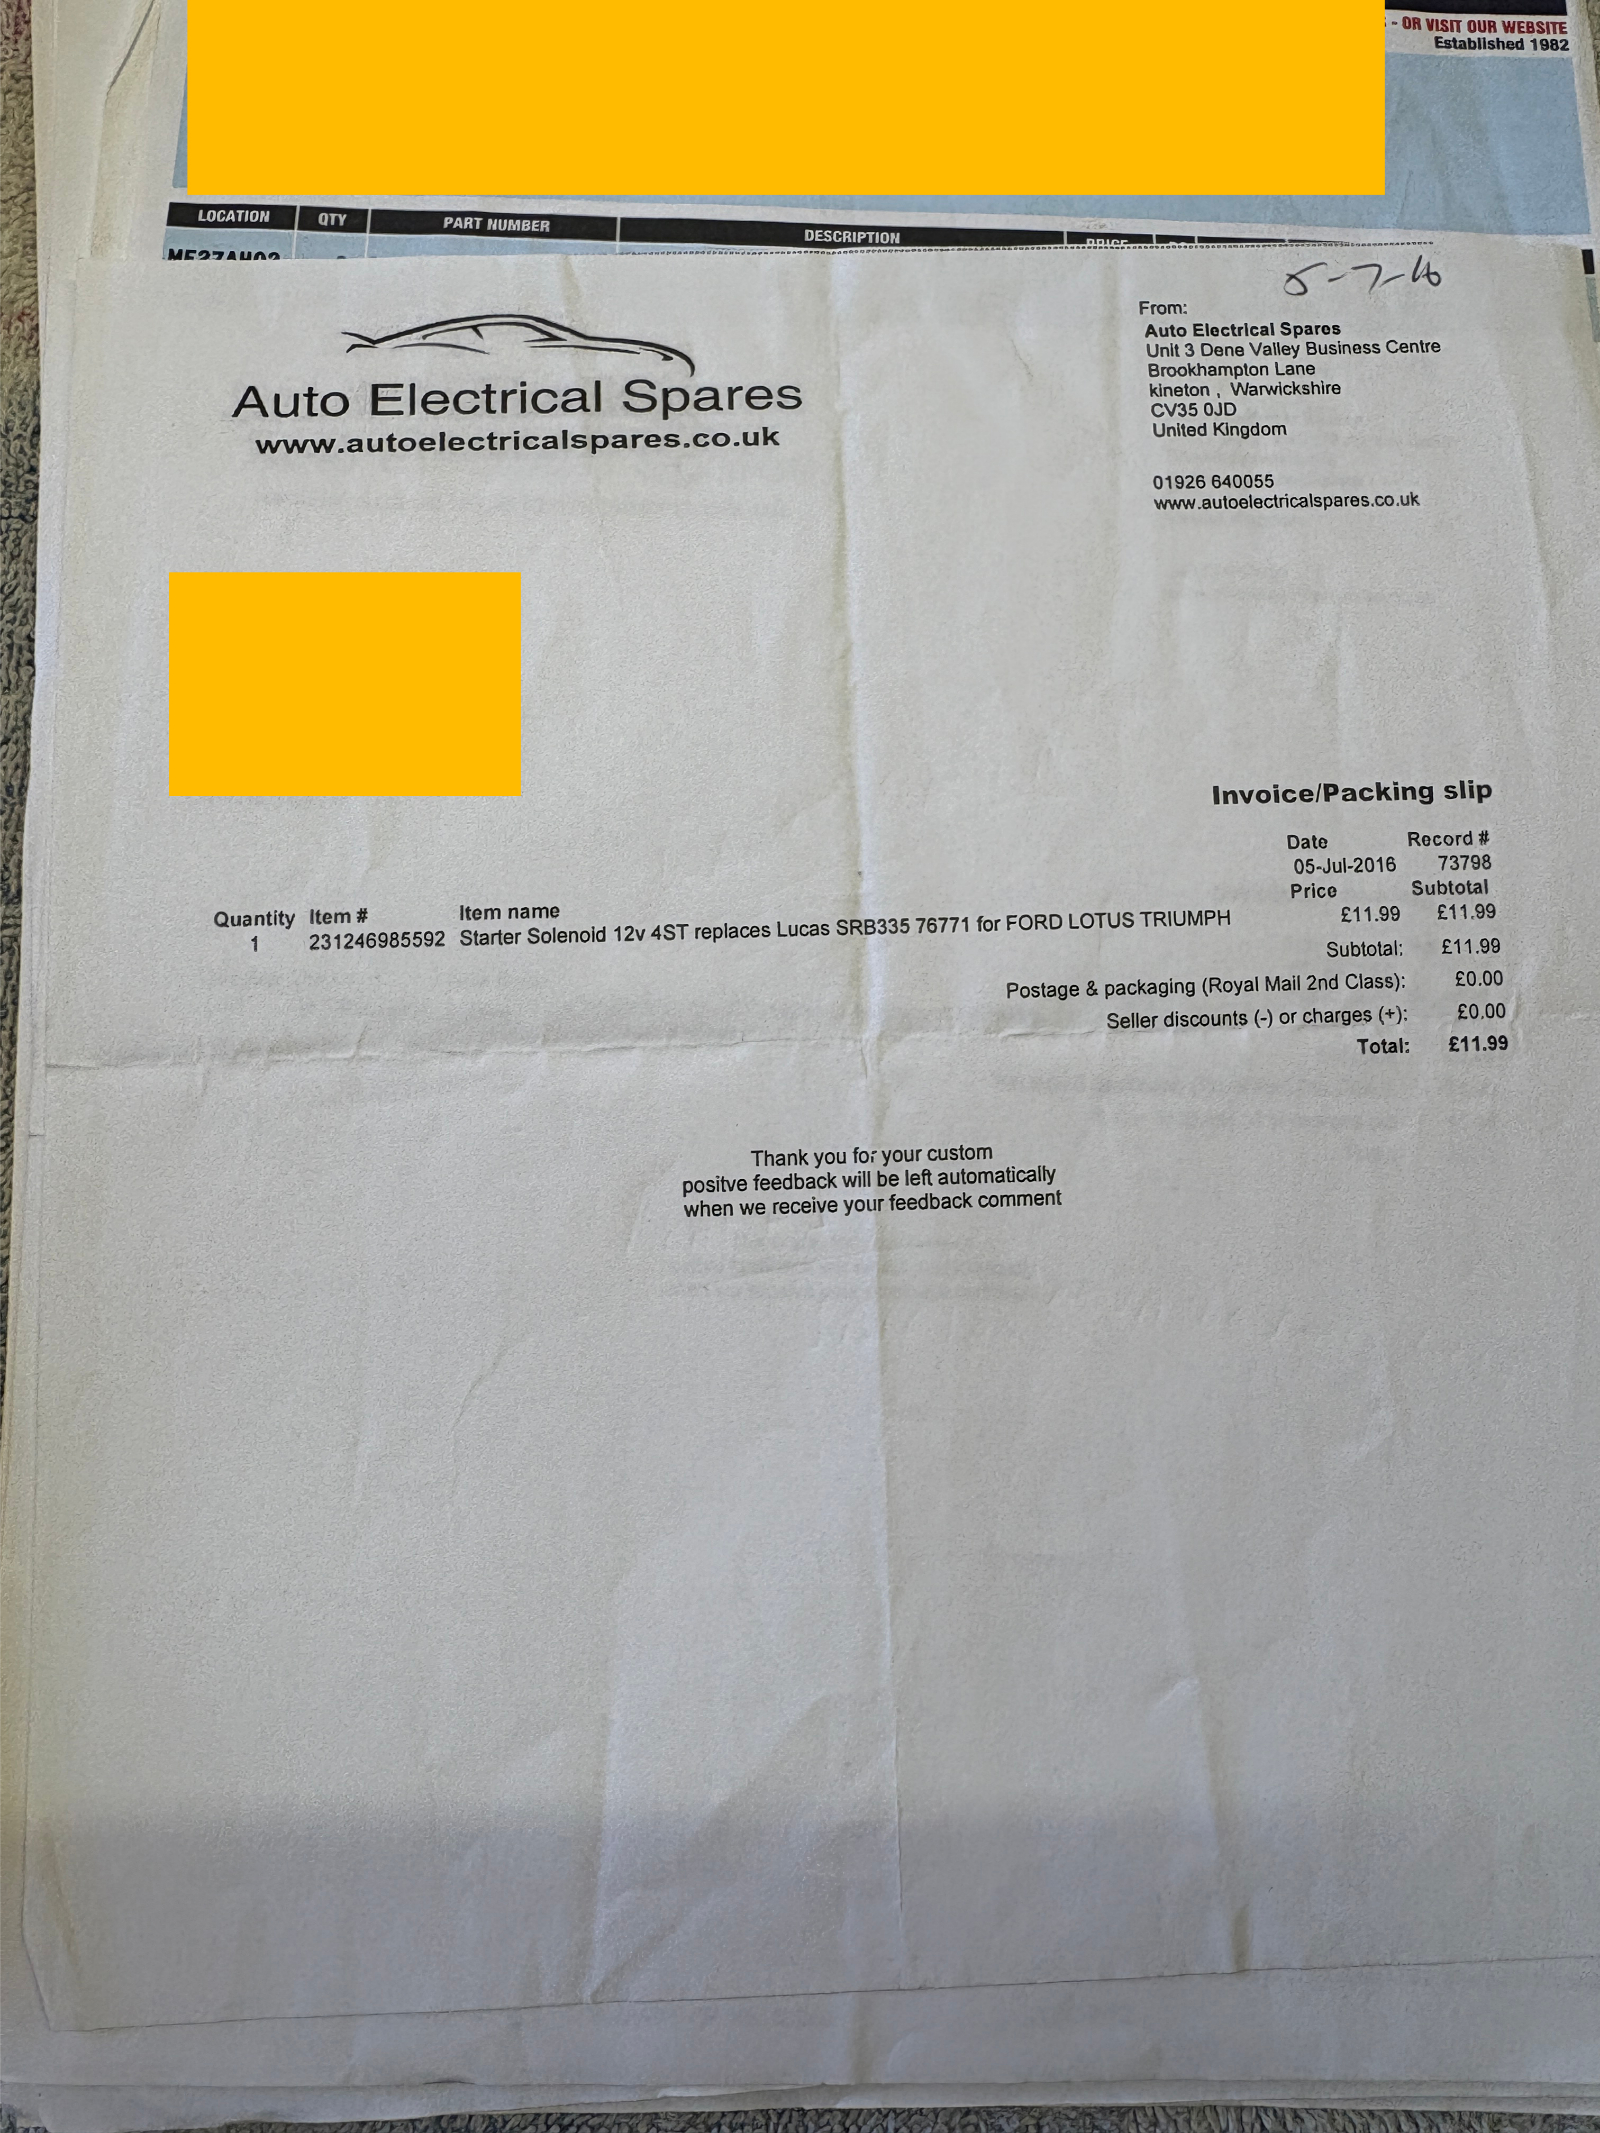 - OR VISIT OUR WEBSITE
Established 1982
LOCATION QTY PART NUMBER DESCRIPTION PRICE
5-7-16
Auto Electrical Spares
www.autoelectricalspares.co.uk
From:
Auto Electrical Spares
Unit 3 Dene Valley Business Centre
Brookhampton Lane
kineton , Warwickshire
CV35 0JD
United Kingdom
01926 640055
www.autoelectricalspares.co.uk
Invoice/Packing slip
Date Record #
05-Jul-2016 73798
Quantity Item # Item name Price Subtotal
1 231246985592 Starter Solenoid 12v 4ST replaces Lucas SRB335 76771 for FORD LOTUS TRIUMPH £11.99 £11.99
Subtotal: £11.99
Postage & packaging (Royal Mail 2nd Class): £0.00
Seller discounts (-) or charges (+): £0.00
Total: £11.99
Thank you for your custom
positve feedback will be left automatically
when we receive your feedback comment